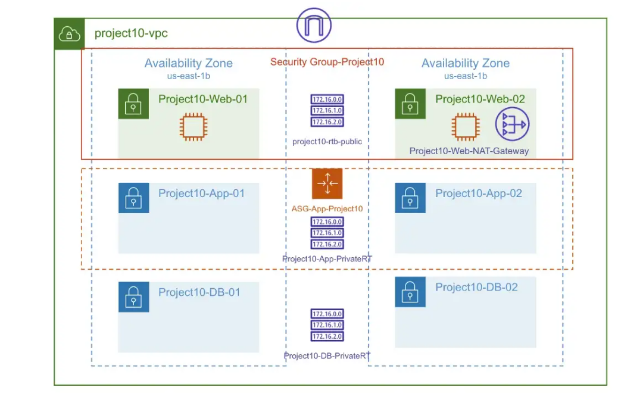 project10-vpc
Availability Zone
us-east-1b
Security Group-Project10
Availability Zone
us-east-1b
Project10-Web-01
172.16.0.0
172.16.1.0
172.16.2.0
project10-rtb-public
Project10-Web-02
Project10-Web-NAT-Gateway
Project10-App-01
ASG-App-Project10
172.16.0.0
172.16.1.0
172.16.2.0
Project10-App-PrivateRT
Project10-App-02
Project10-DB-01
172.16.0.0
172.16.1.0
172.16.2.0
Project10-DB-PrivateRT
Project10-DB-02